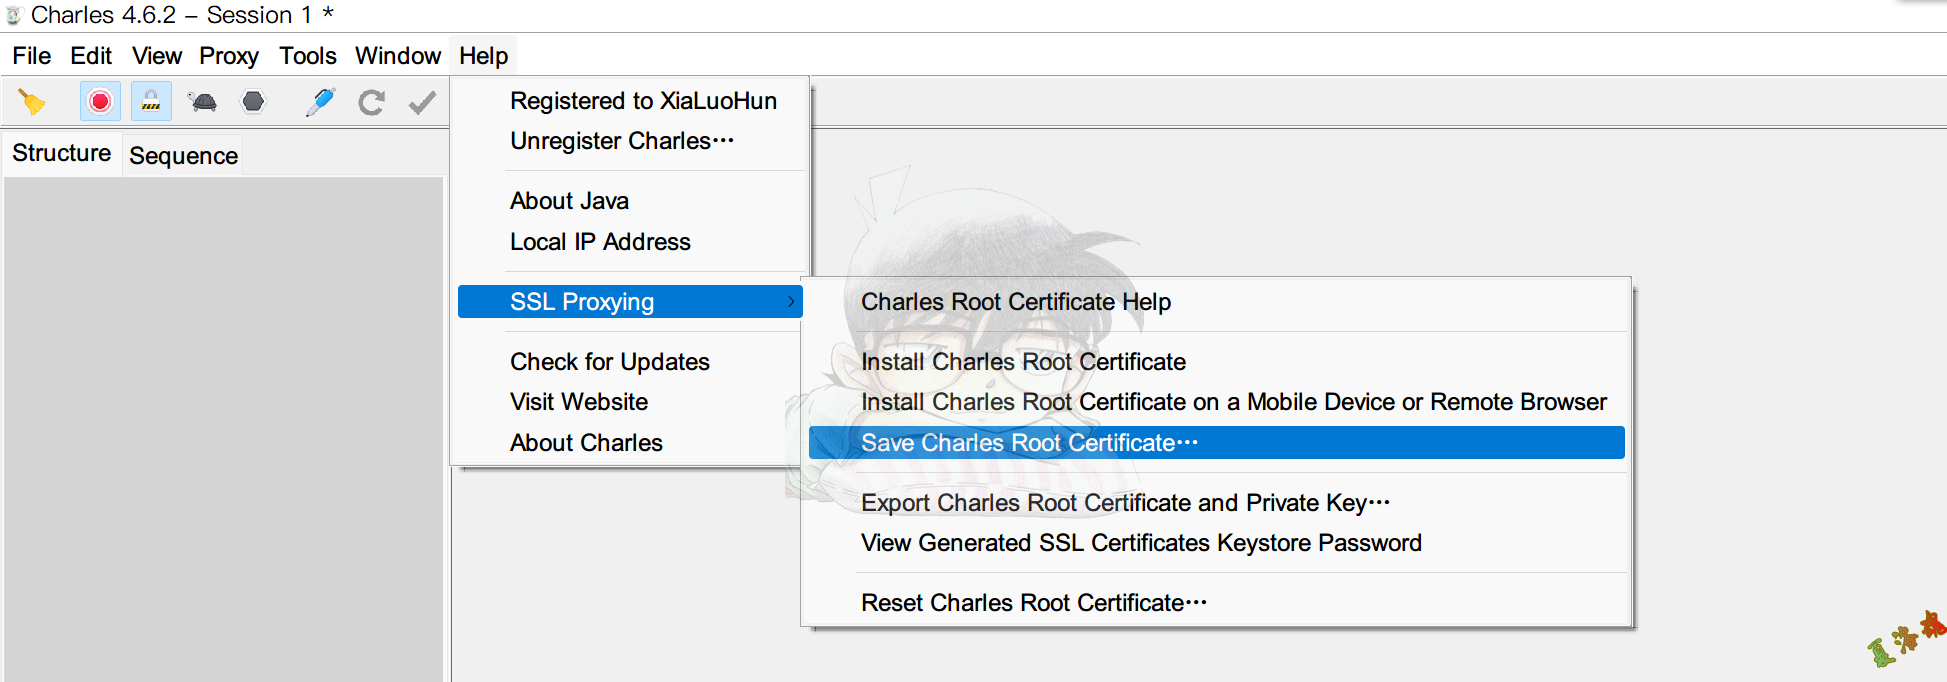 Charles 4.6.2 – Session 1 *
File Edit View Proxy Tools Window Help
Structure Sequence
Registered to XiaLuoHun
Unregister Charles···
About Java
Local IP Address
SSL Proxying
Check for Updates
Visit Website
About Charles
Charles Root Certificate Help
Install Charles Root Certificate
Install Charles Root Certificate on a Mobile Device or Remote Browser
Save Charles Root Certificate···
Export Charles Root Certificate and Private Key···
View Generated SSL Certificates Keystore Password
Reset Charles Root Certificate···